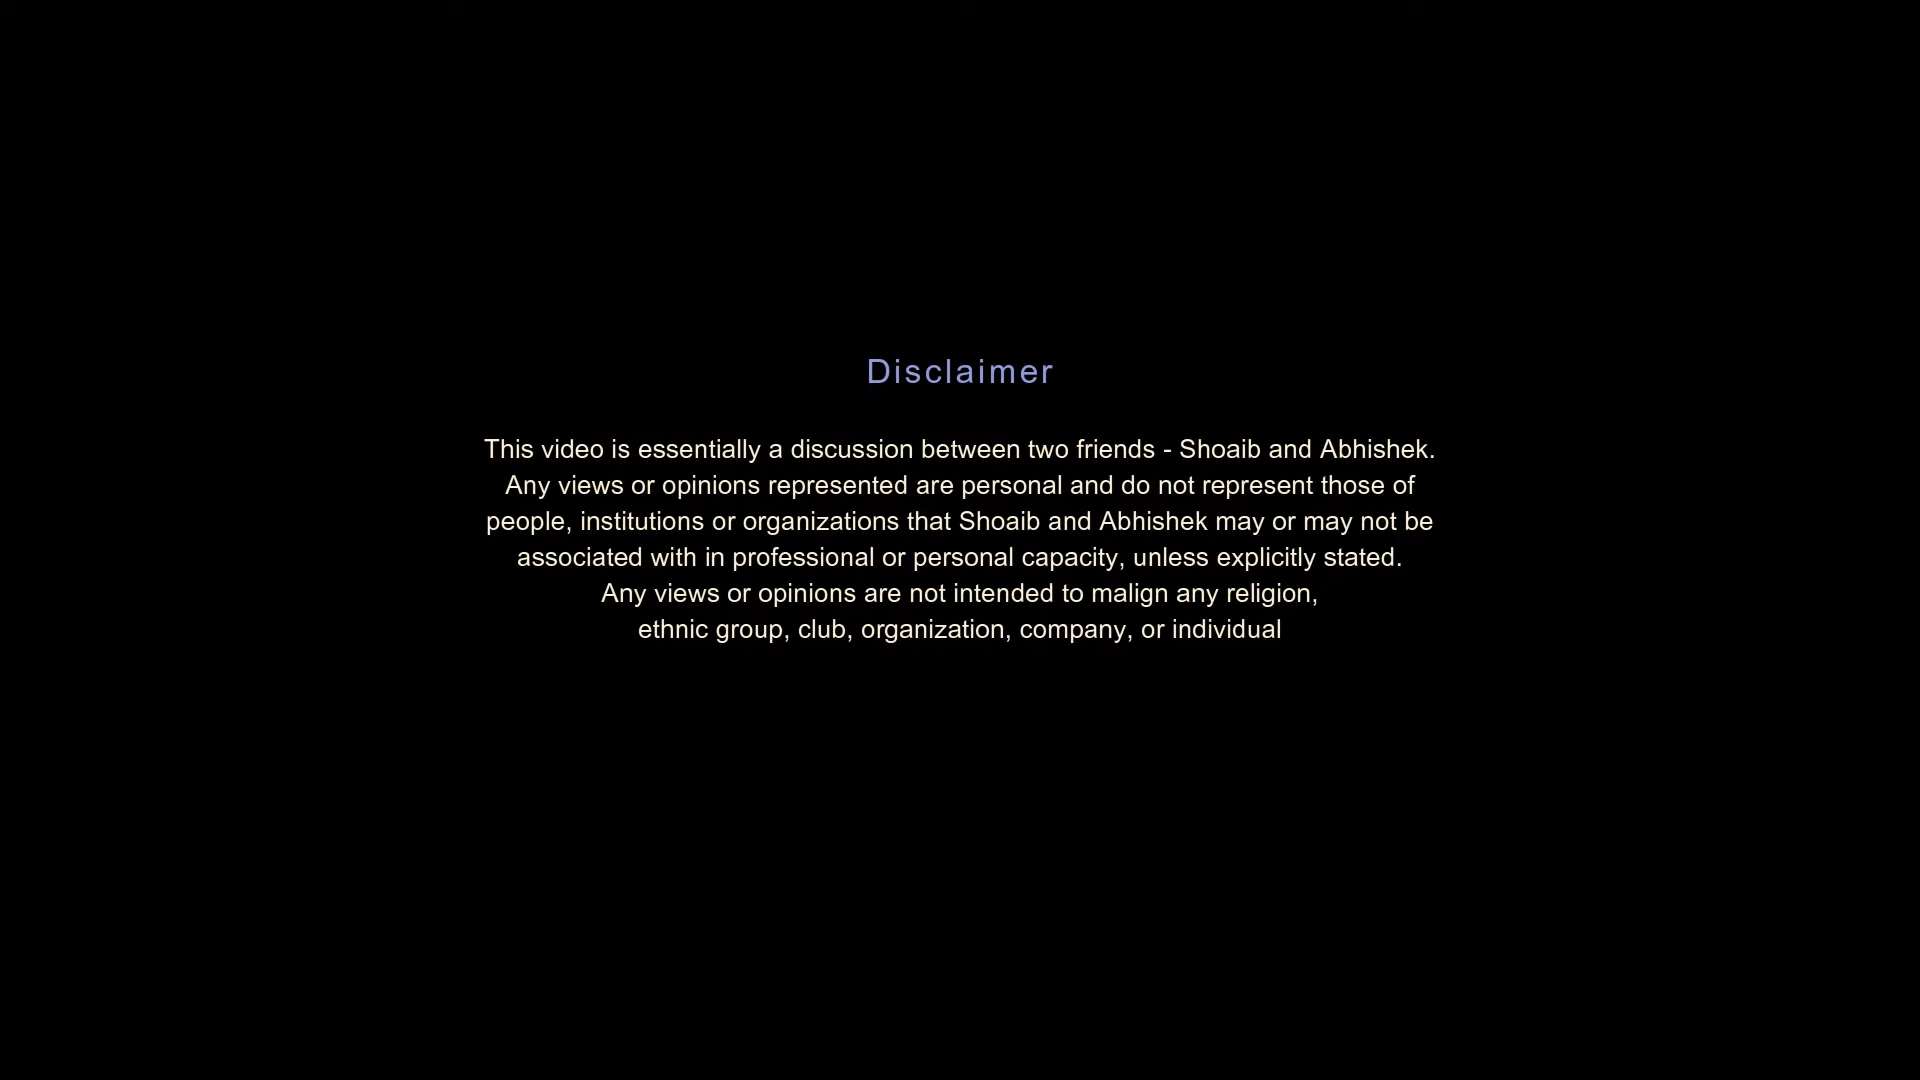 Disclaimer
This video is essentially a discussion between two friends - Shoaib and Abhishek.
Any views or opinions represented are personal and do not represent those of
people, institutions or organizations that Shoaib and Abhishek may or may not be
associated with in professional or personal capacity, unless explicitly stated.
Any views or opinions are not intended to malign any religion,
ethnic group, club, organization, company, or individual